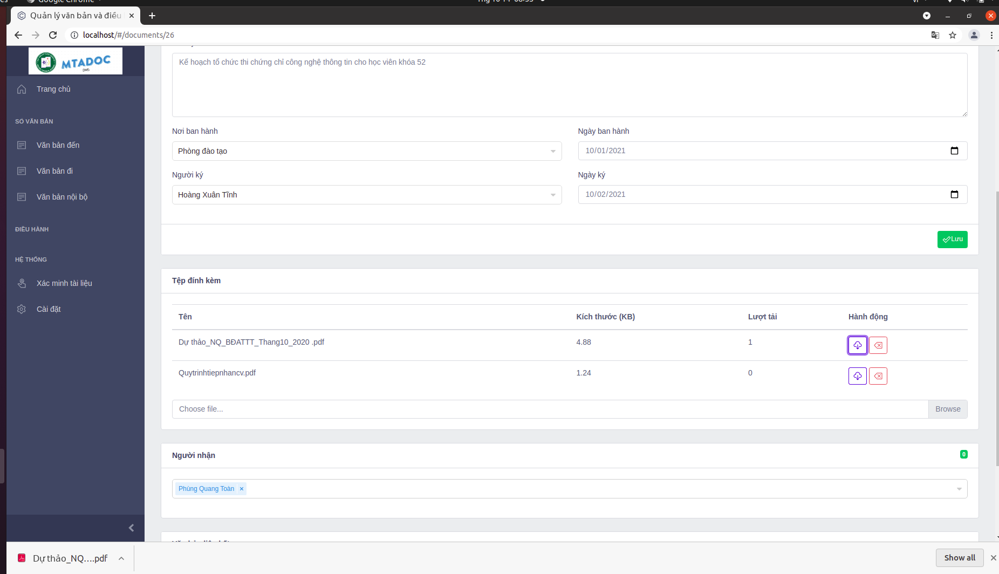 Google Chrome
Quản lý văn bản và điều
localhost/#/documents/26
MTADOC
DMS
Trang chủ
SỔ VĂN BẢN
Văn bản đến
Văn bản đi
Văn bản nội bộ
ĐIỀU HÀNH
HỆ THỐNG
Xác minh tài liệu
Cài đặt
Kế hoạch tổ chức thi chứng chỉ công nghệ thông tin cho học viên khóa 52
Nơi ban hành
Ngày ban hành
Phòng đào tạo
10/01/2021
Người ký
Ngày ký
Hoàng Xuân Tĩnh
10/02/2021
Lưu
Tệp đính kèm
Tên Kích thước (KB) Lượt tải Hành động
Dự thảo_NQ_BĐATTT_Thang10_2020 .pdf 4.88 1
Quytrinhtiepnhancv.pdf 1.24 0
Choose file... Browse
Người nhận 0
Phùng Quang Toàn ×
Dự thảo_NQ....pdf
Show all